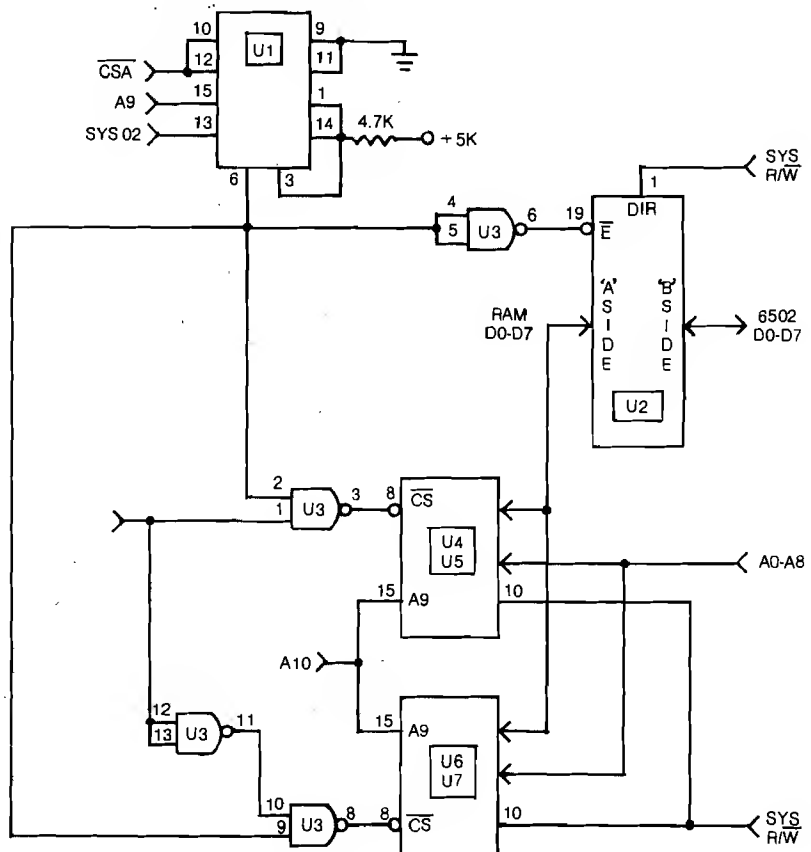 10
9
U1
12
11
CSA
15
1
A9
4.7K
14
13
+5K
SYS 02
6
3
SYS
R/W
1
DIR
4
5
U3
6
19
E
'A'
SIDE
'B'
SIDE
RAM
D0-D7
6502
D0-D7
U2
2
1
U3
3
8
CS
U4
U5
A0-A8
15
A9
10
A10
15
A9
12
13
U3
11
U6
U7
10
9
U3
8
8
CS
10
SYS
R/W